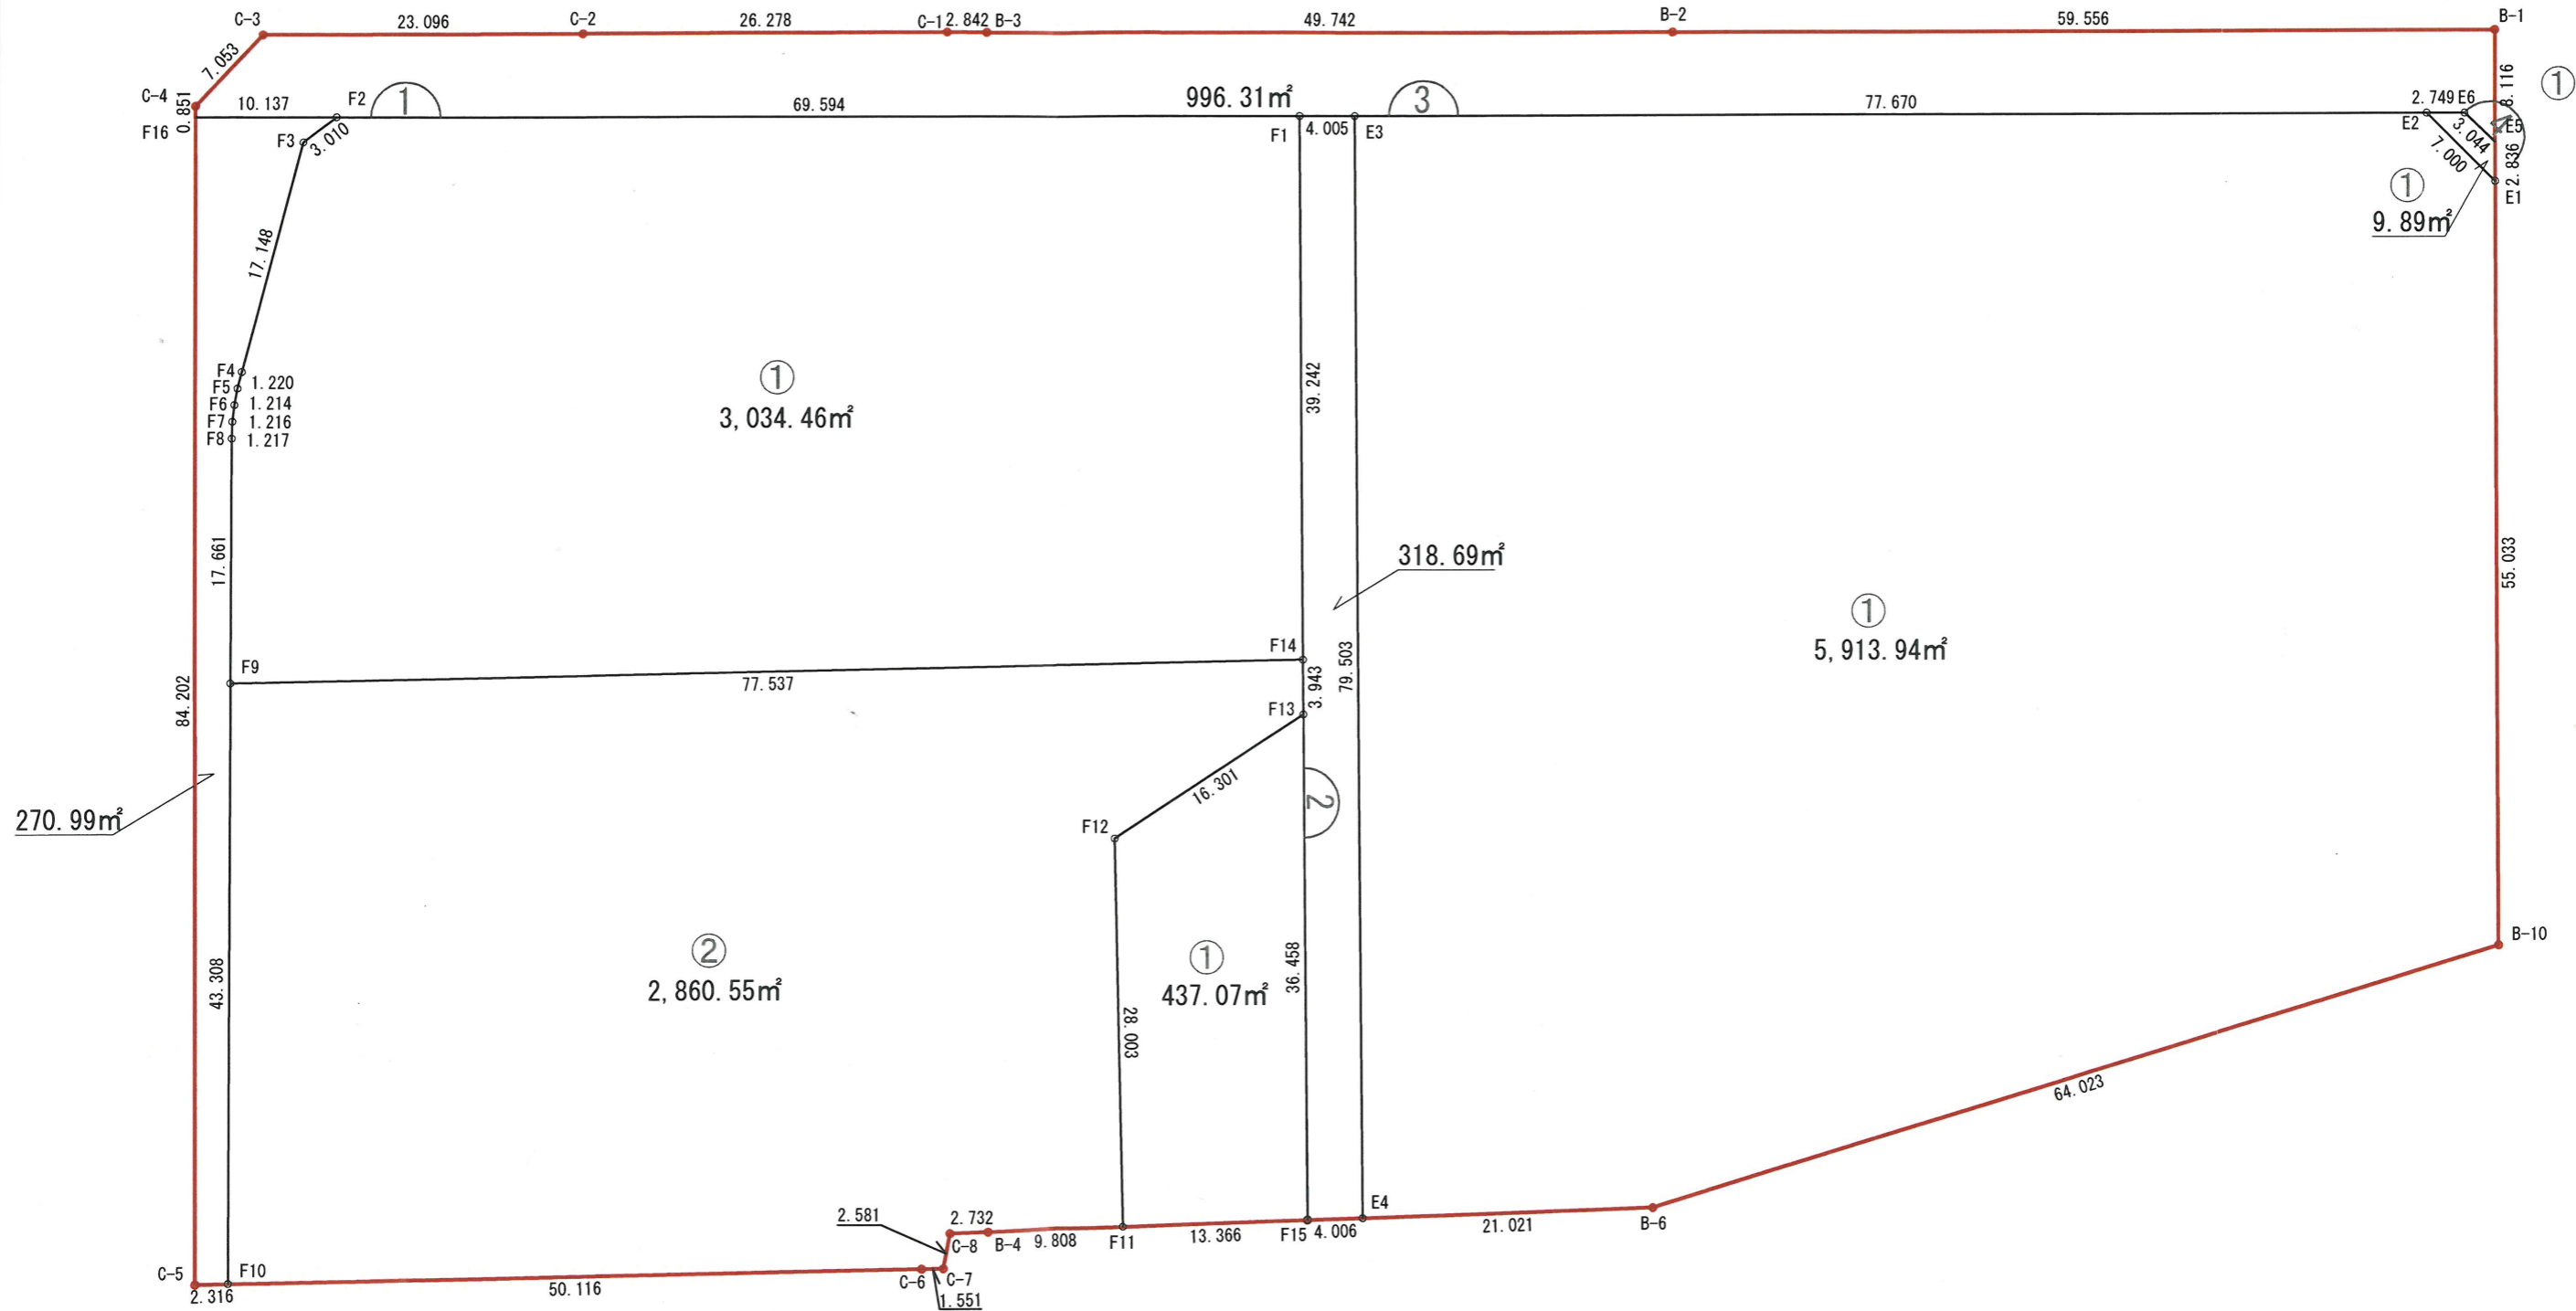 C-3
23.096
C-2
26.278
C-1
2.842
B-3
49.742
B-2
59.556
B-1
7.053
C-4
0.851
F16
10.137
F2
①
69.594
996.31㎡
③
77.670
2.749
E6
8.116
①
F3
3.010
F1
4.005
E3
E2
3.044
7.000
4
E5
2.836
E1
①
9.89㎡
17.148
F4
1.220
F5
F6
1.214
F7
1.216
F8
1.217
①
3,034.46㎡
39.242
17.661
318.69㎡
55.033
①
5,913.94㎡
F9
77.537
F14
3.943
79.503
F13
84.202
16.301
②
270.99㎡
F12
B-10
43.308
②
2,860.55㎡
28.003
①
437.07㎡
36.458
64.023
2.581
2.732
C-8
B-4
9.808
F11
13.366
F15
4.006
E4
21.021
B-6
C-5
2.316
F10
50.116
C-6
C-7
1.551